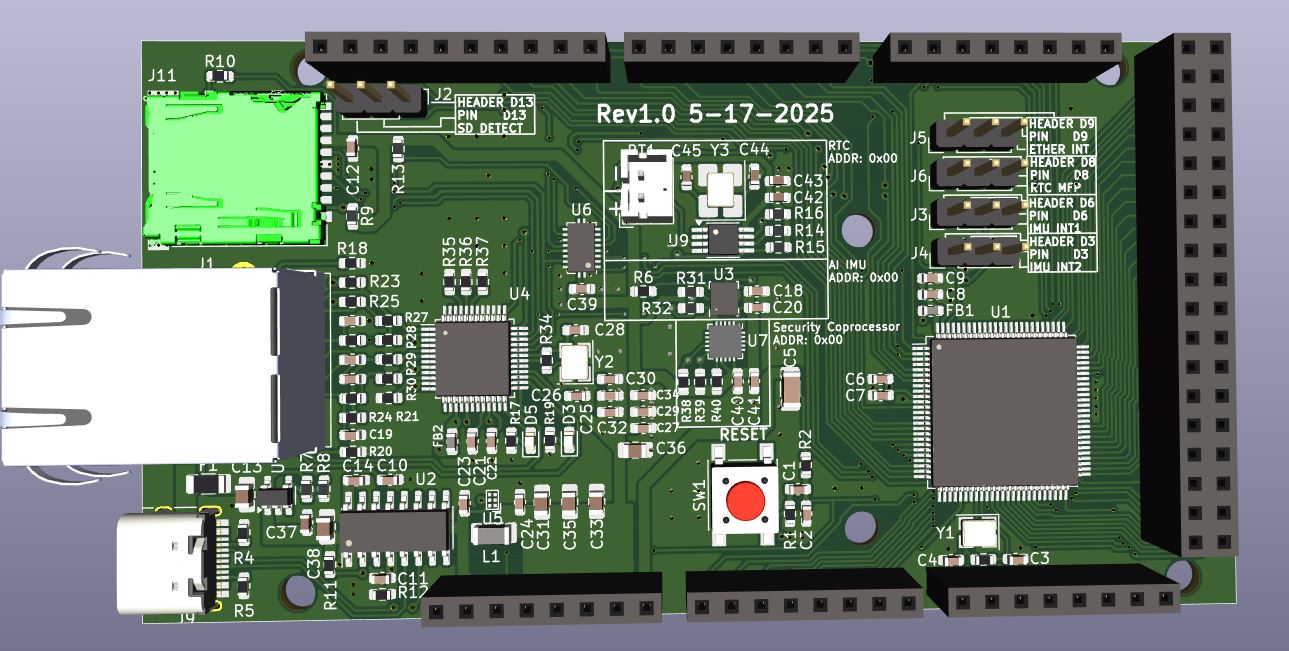 R10
J11
J2
HEADER D13
PIN D13
SD DETECT
Rev1.0 5-17-2025
C12
R13
R9
RTC
ADDR: 0x00
C45
Y3
C44
C43
C42
R16
R14
R15
U9
U6
C39
J5
HEADER D9
PIN D9
ETHER INT
J6
HEADER D8
PIN D8
RTC MFP
J3
HEADER D6
PIN D6
IMU INT1
J4
HEADER D3
PIN D3
IMU INT2
AI IMU
ADDR: 0x00
R6
R31
U3
R32
C18
C20
C9
C8
FB1
U1
Security Coprocessor
ADDR: 0x00
U7
C5
R38
R39
R40
C40
C41
C6
C7
J1
R18
R23
R25
R27
R28
R29
R30
R24
R21
C19
R20
R35
R36
R37
U4
R34
C28
Y2
C30
C26
C34
C29
C32
C27
C25
C36
FB2
C23
C21
R17
D5
R19
D3
RESET
SW1
R2
C1
R1
C2
C13
R7
R8
C14
C10
U2
C37
C38
R11
C11
R12
U5
L1
C24
C31
C35
C33
R4
R5
J9
Y1
C4
C3